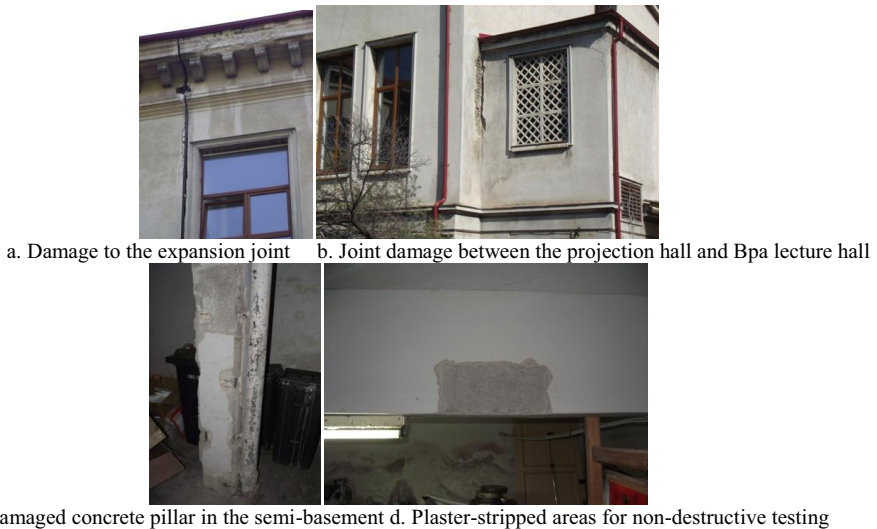 a. Damage to the expansion joint b. Joint damage between the projection hall and Bpa lecture hall
amaged concrete pillar in the semi-basement d. Plaster-stripped areas for non-destructive testing